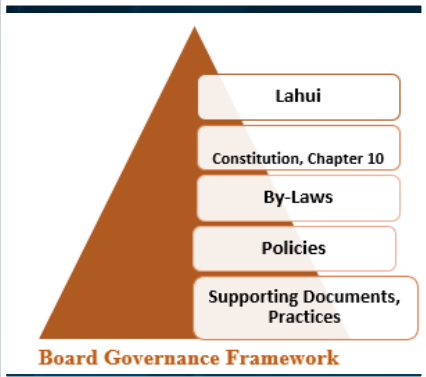 Lahui
Constitution, Chapter 10
By-Laws
Policies
Supporting Documents,
Practices
Board Governance Framework